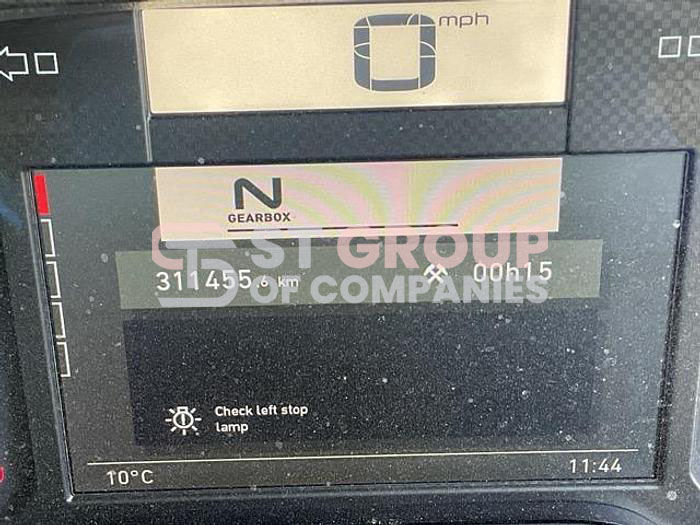 0 mph
N
GEARBOX
ST GROUP
OF COMPANIES
311455.6 km 00h15
Check left stop
lamp
10°C 11:44